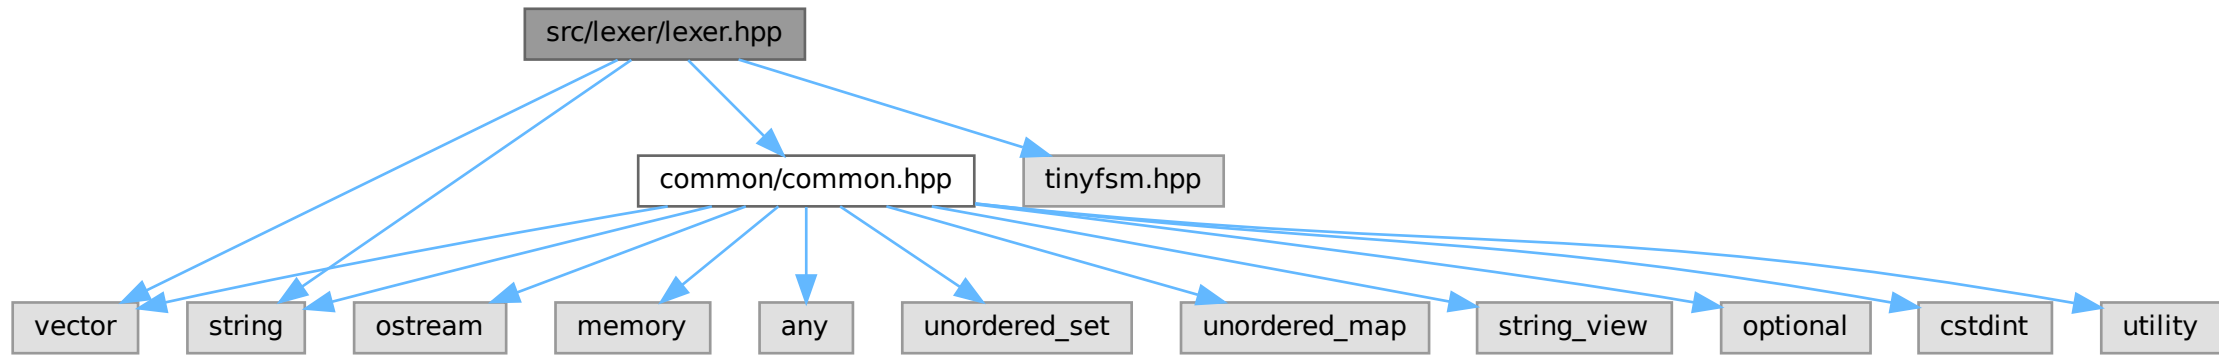 src/lexer/lexer.hpp
common/common.hpp
tinyfsm.hpp
vector
string
ostream
memory
any
unordered_set
unordered_map
string_view
optional
cstdint
utility